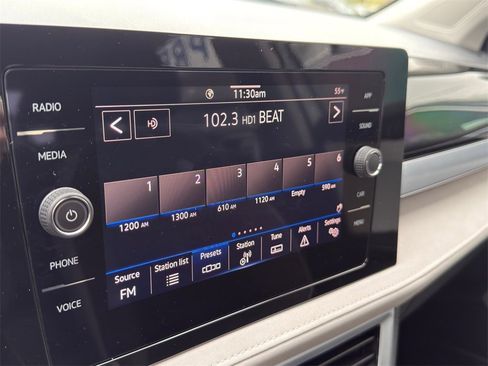 11:30am 55°F
RADIO
MEDIA
PHONE
VOICE
102.3 HD1 BEAT
1 2 3 4 5 6
1200 AM 1300 AM 610 AM 1120 AM Empty 590 AM
Source FM
Station list
Presets
Station
Tune
Alerts
Settings
APP
SOUND
CAR
MENU